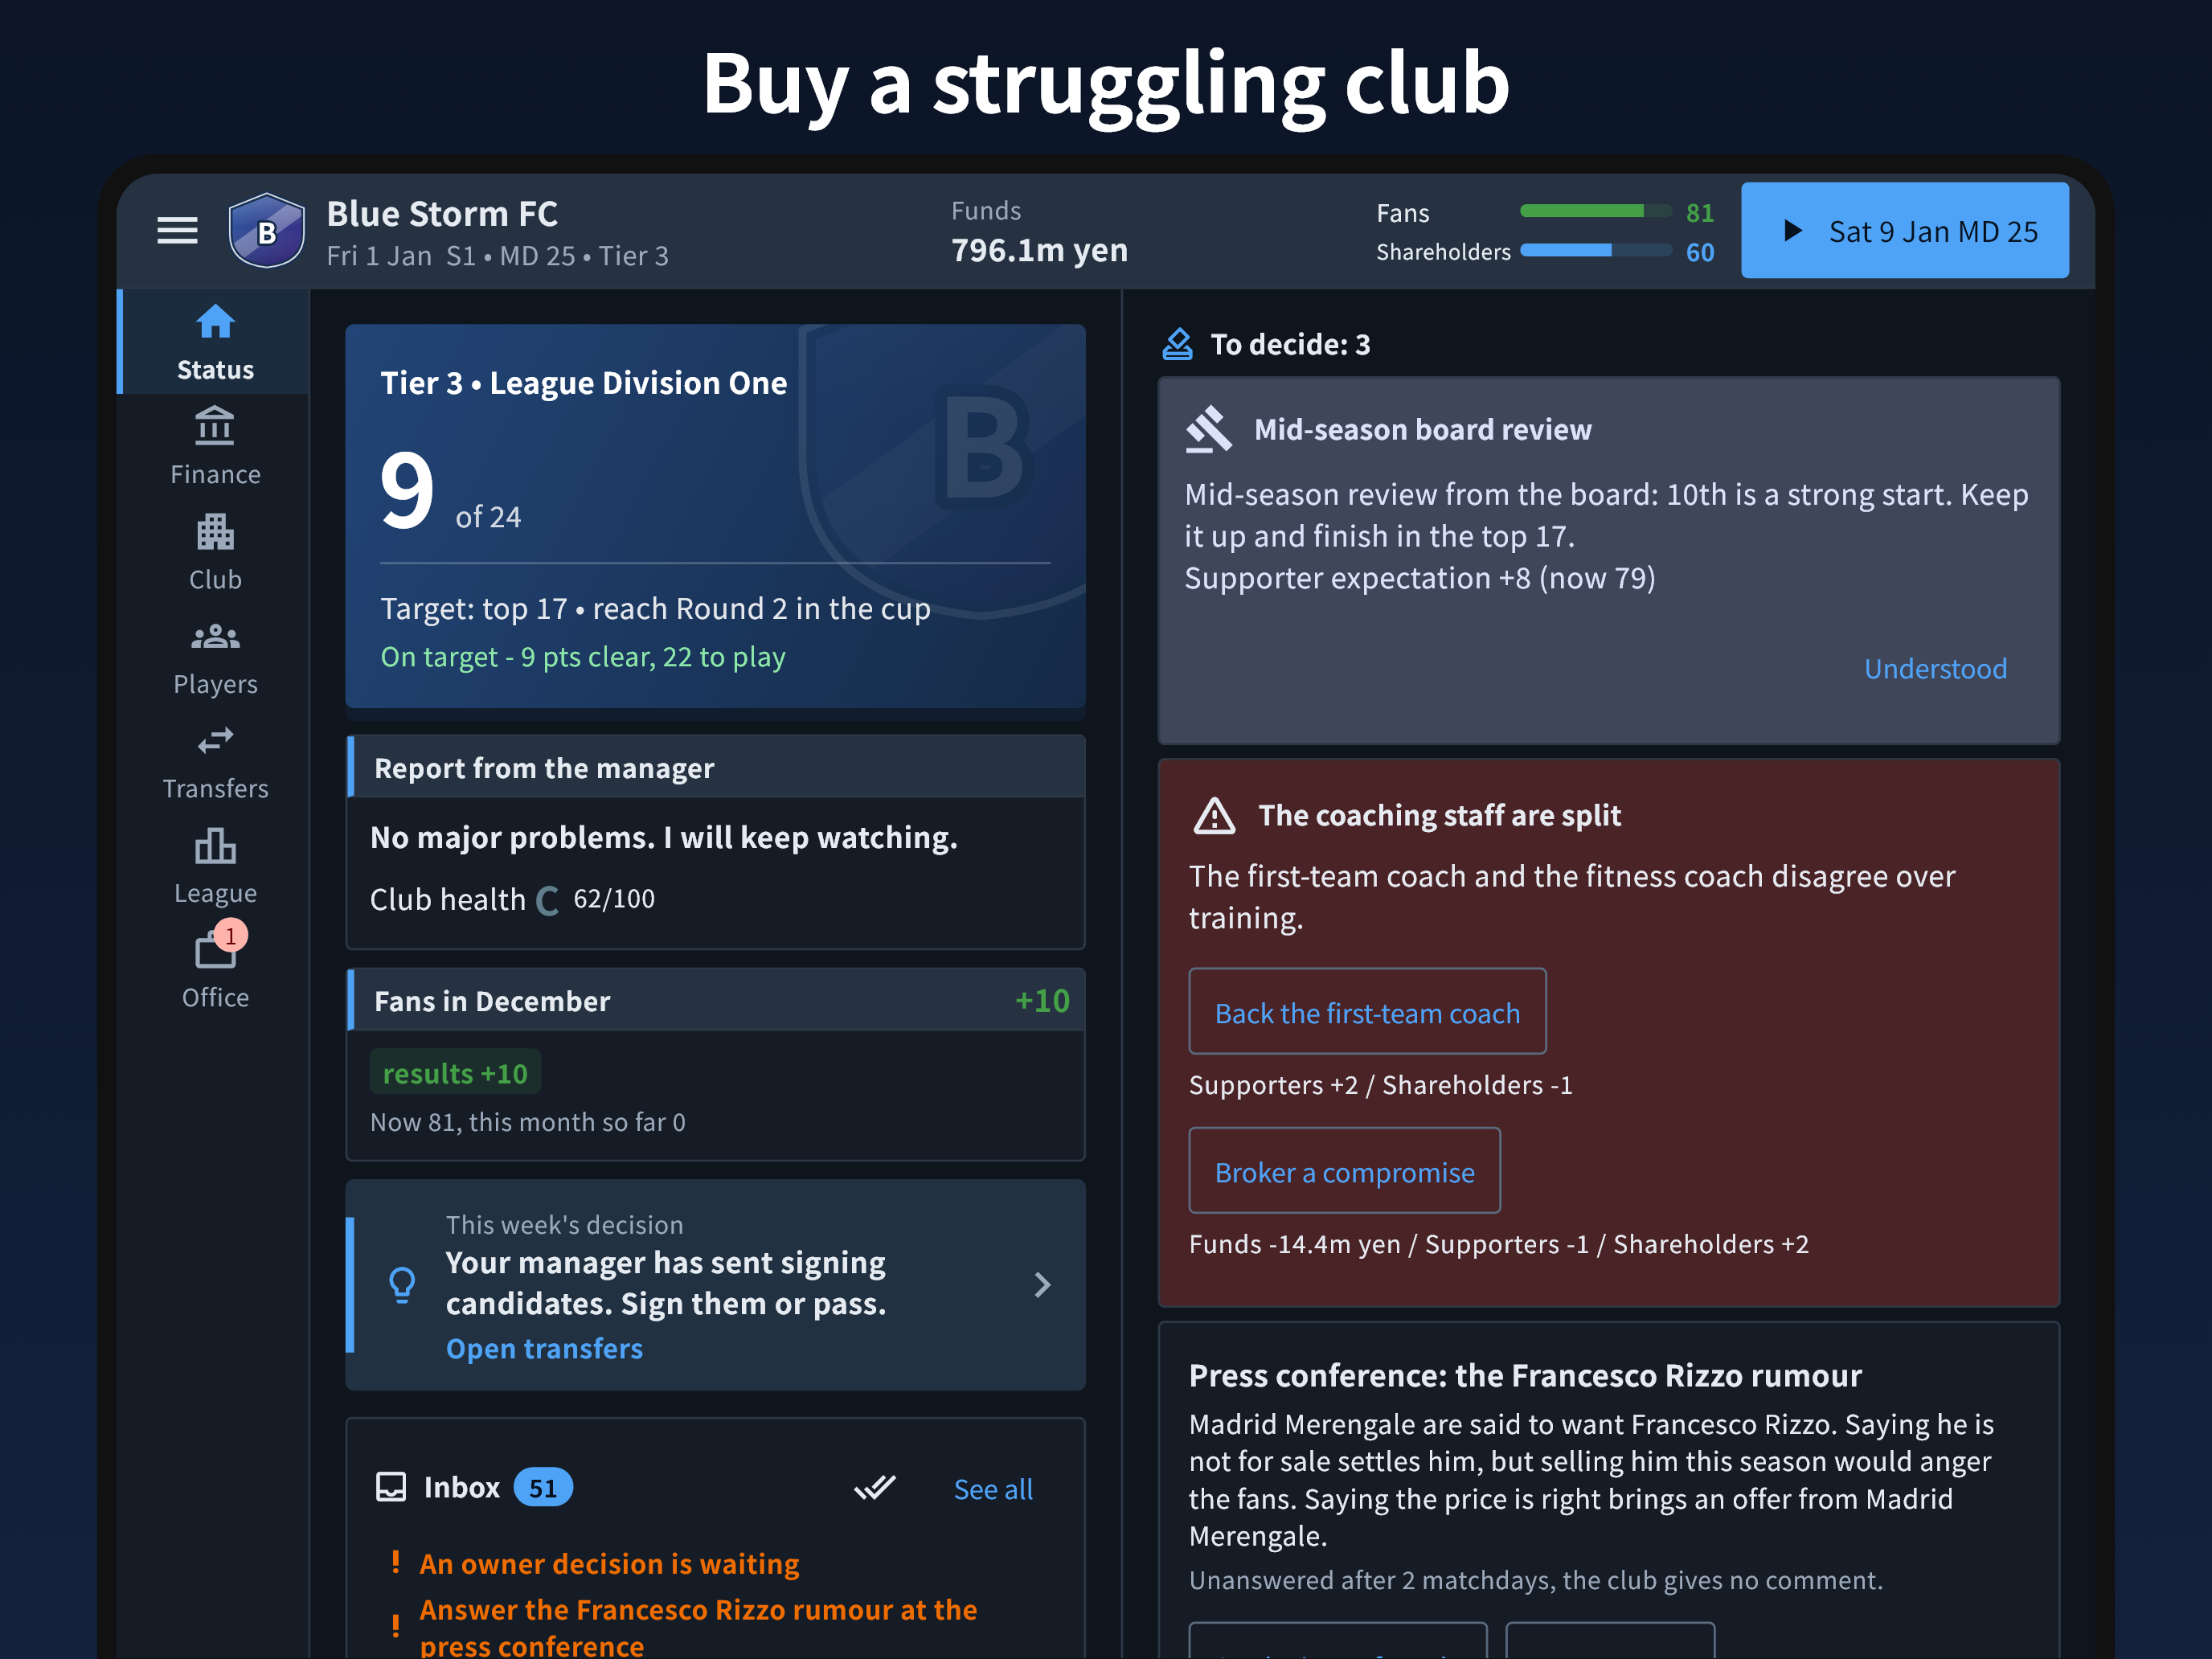 Buy a struggling club
B
Blue Storm FC
Fri 1 Jan S1 • MD 25 • Tier 3
Funds
796.1m yen
Fans 81
Shareholders 60
Sat 9 Jan MD 25
Status
Finance
Club
Players
Transfers
League
1
Office
Tier 3 • League Division One
B
9 of 24
Target: top 17 • reach Round 2 in the cup
On target - 9 pts clear, 22 to play
Report from the manager
No major problems. I will keep watching.
Club health C 62/100
Fans in December +10
results +10
Now 81, this month so far 0
This week's decision
Your manager has sent signing
candidates. Sign them or pass.
Open transfers
Inbox 51 See all
! An owner decision is waiting
! Answer the Francesco Rizzo rumour at the
press conference
To decide: 3
Mid-season board review
Mid-season review from the board: 10th is a strong start. Keep
it up and finish in the top 17.
Supporter expectation +8 (now 79)
Understood
The coaching staff are split
The first-team coach and the fitness coach disagree over
training.
Back the first-team coach
Supporters +2 / Shareholders -1
Broker a compromise
Funds -14.4m yen / Supporters -1 / Shareholders +2
Press conference: the Francesco Rizzo rumour
Madrid Merengale are said to want Francesco Rizzo. Saying he is
not for sale settles him, but selling him this season would anger
the fans. Saying the price is right brings an offer from Madrid
Merengale.
Unanswered after 2 matchdays, the club gives no comment.